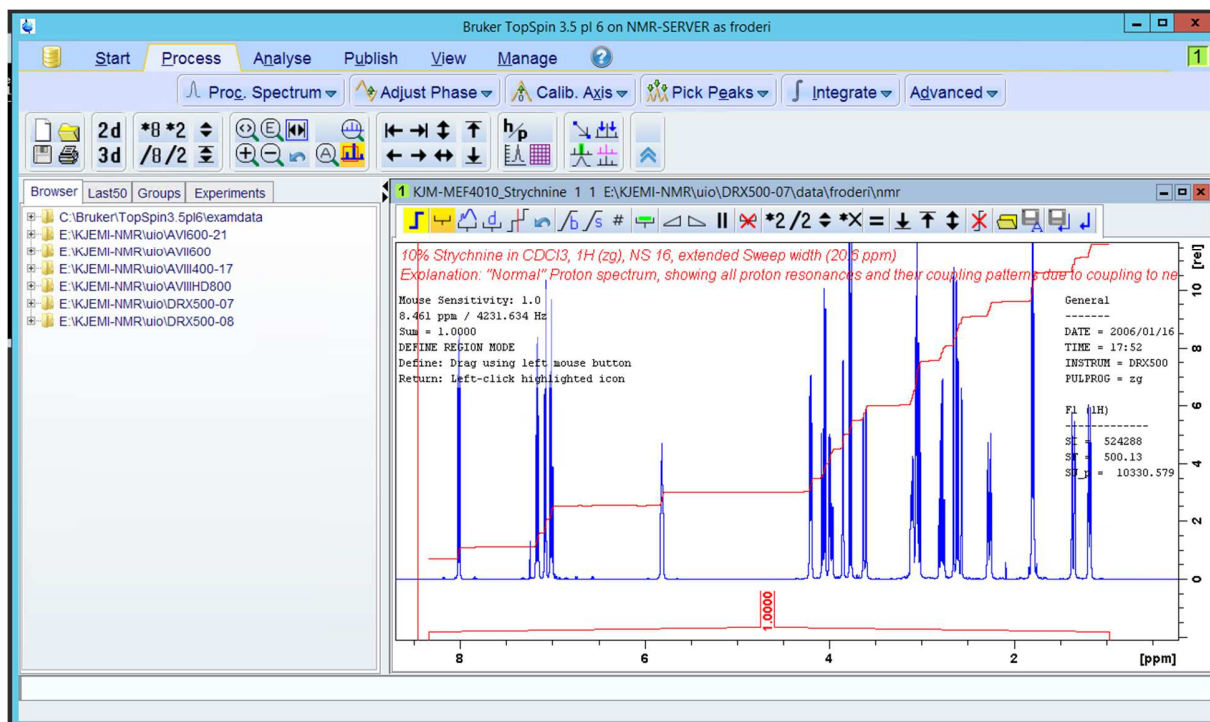 Bruker TopSpin 3.5 pl 6 on NMR-SERVER as froderi
Start Process Analyse Publish View Manage ? 1
Proc. Spectrum Adjust Phase Calib. Axis Pick Peaks Integrate Advanced
2d *8 *2 E h/p
3d /8 /2 A
Browser Last50 Groups Experiments
C:\Bruker\TopSpin3.5pl6\examdata
E:\KJEMI-NMR\uio\AVI600-21
E:\KJEMI-NMR\uio\AVII600
E:\KJEMI-NMR\uio\AVIII400-17
E:\KJEMI-NMR\uio\AVIIIHD800
E:\KJEMI-NMR\uio\DRX500-07
E:\KJEMI-NMR\uio\DRX500-08
1 KJM-MEF4010_Strychnine 1 1 E:\KJEMI-NMR\uio\DRX500-07\data\froderi\nmr
*2 /2 *X =
10% Strychnine in CDCl3, 1H (zg), NS 16, extended Sweep width (20.6 ppm)
Explanation: "Normal" Proton spectrum, showing all proton resonances and their coupling patterns due to coupling to ne
Mouse Sensitivity: 1.0
8.461 ppm / 4231.634 Hz
Sum = 1.0000
DEFINE REGION MODE
Define: Drag using left mouse button
Return: Left-click highlighted icon
General
-------
DATE = 2006/01/16
TIME = 17:52
INSTRUM = DRX500
PULPROG = zg
F1 (1H)
--------------
SI = 524288
= 500.13
SW_p = 10330.579
[rel]
10
8
6
4
2
0
1.0000
8 6 4 2 [ppm]